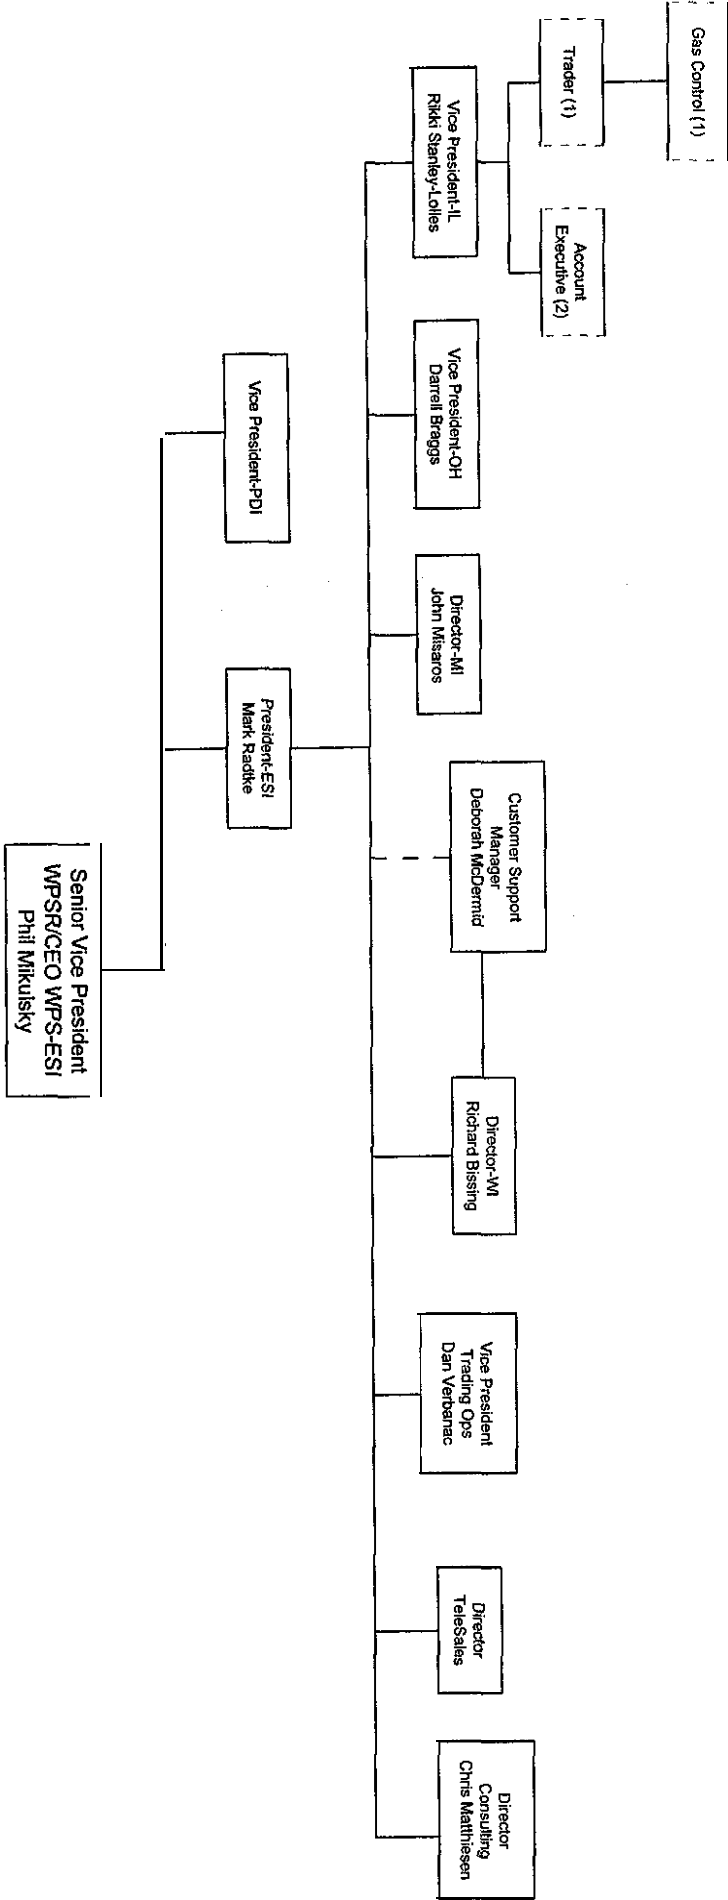 Senior Vice President
WPSR/CEO WPS-ESI
Phil Mikulsky
Vice President-PDI
President-ESI
Mark Radtke
Vice President-IL
Rikki Stanley-Lolles
Vice President-OH
Darrell Braggs
Director-MI
John Misaros
Customer Support
Manager
Deborah McDermid
Director-WI
Richard Bissing
Vice President
Trading Ops
Dan Verbanac
Director
TeleSales
Director
Consulting
Chris Matthiesen
Trader (1)
Account
Executive (2)
Gas Control (1)